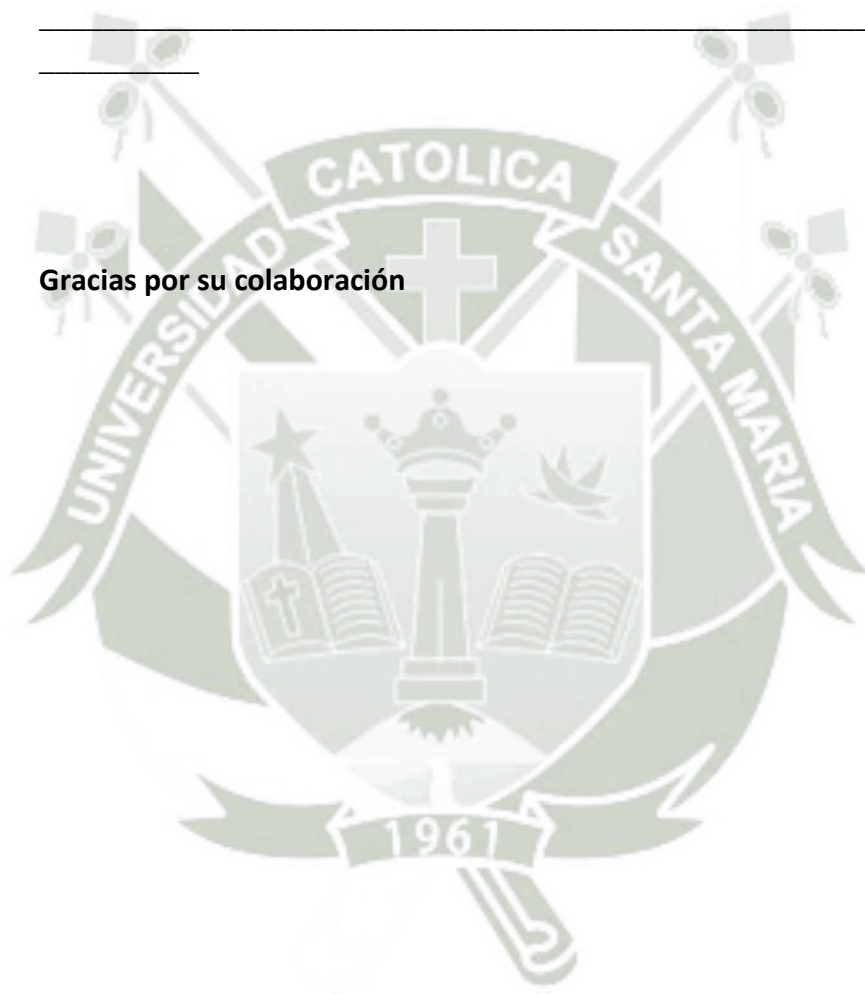 CATOLICA
UNIVERSIDAD
SANTA MARIA
Gracias por su colaboración
1961